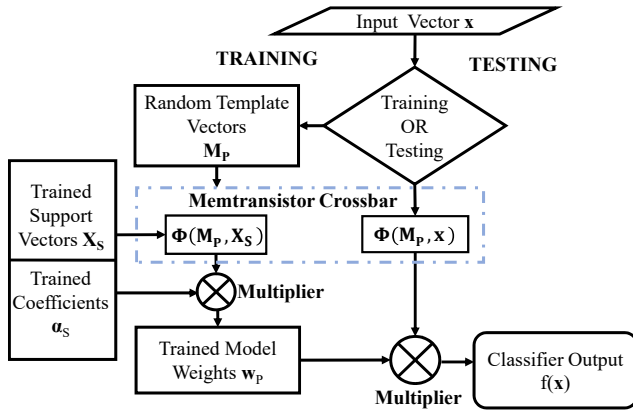 Input Vector x
TRAINING
TESTING
Random Template
Vectors
M_P
Training
OR
Testing
Trained
Support
Vectors X_S
Memtransistor Crossbar
Φ(M_P, X_S)
Φ(M_P, x)
Trained
Coefficients
α_S
Multiplier
Trained Model
Weights w_P
Multiplier
Classifier Output
f(x)